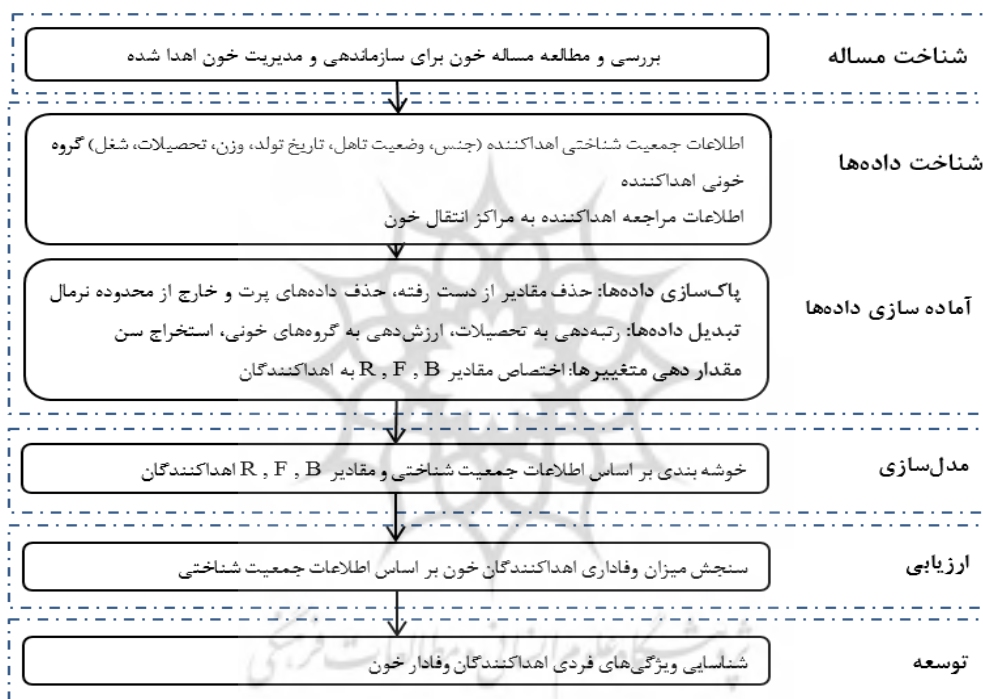 شناخت مساله
بررسی و مطالعه مساله خون برای سازماندهی و مدیریت خون اهدا شده
شناخت داده‌ها
اطلاعات جمعیت شناختی اهداکننده (جنس، وضعیت تاهل، تاریخ تولد، وزن، تحصیلات، شغل) گروه
خونی اهداکننده
اطلاعات مراجعه اهداکننده به مراکز انتقال خون
آماده سازی داده‌ها
پاک‌سازی داده‌ها: حذف مقادیر از دست رفته، حذف داده‌های پرت و خارج از محدوده نرمال
تبدیل داده‌ها: رتبه‌دهی به تحصیلات، ارزش‌دهی به گروه‌های خونی، استخراج سن
مقدار دهی متغییرها: اختصاص مقادیر R , F , B به اهداکنندگان
مدل‌سازی
خوشه بندی بر اساس اطلاعات جمعیت شناختی و مقادیر R , F , B اهداکنندگان
ارزیابی
سنجش میزان وفاداری اهداکنندگان خون بر اساس اطلاعات جمعیت شناختی
پژوهشگاه علوم انسانی و مطالعات فرهنگی
توسعه
شناسایی ویژگی‌های فردی اهداکنندگان وفادار خون